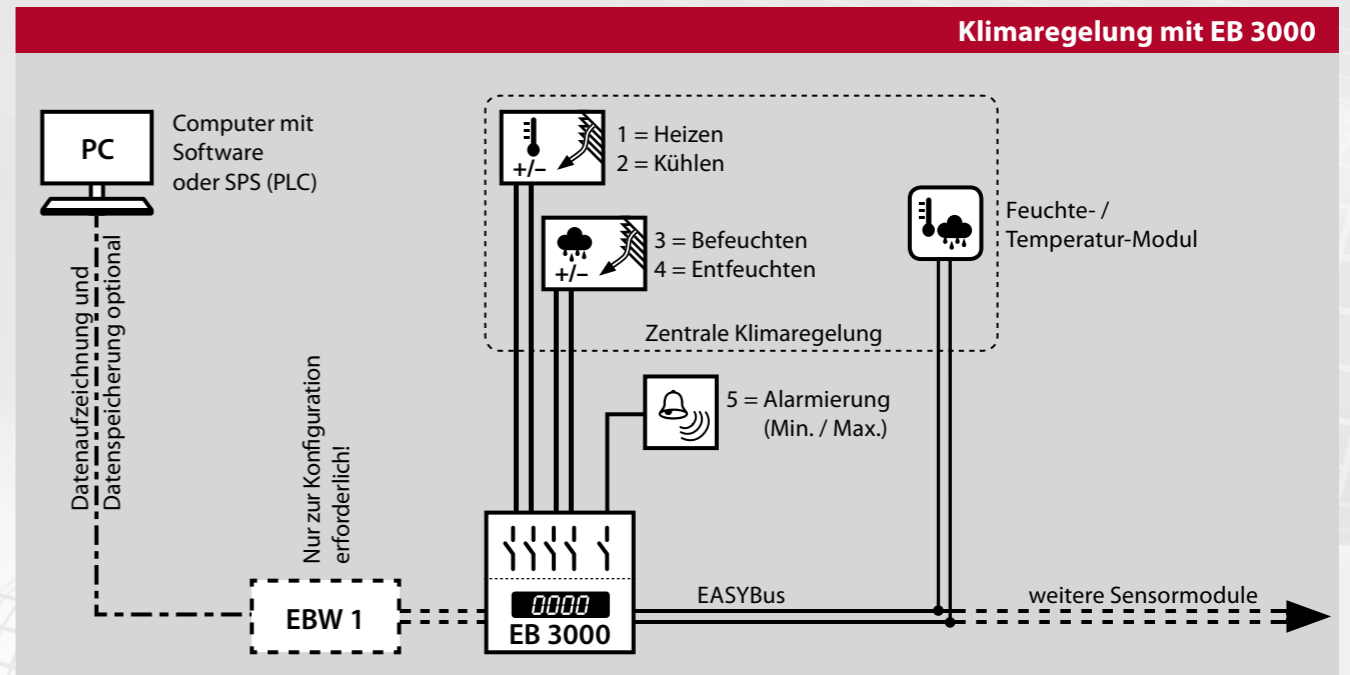 Klimaregelung mit EB 3000
PC
Computer mit
Software
oder SPS (PLC)
+/–
1 = Heizen
2 = Kühlen
+/–
3 = Befeuchten
4 = Entfeuchten
Feuchte- /
Temperatur-Modul
Zentrale Klimaregelung
5 = Alarmierung
(Min. / Max.)
Datenaufzeichnung und
Datenspeicherung optional
Nur zur Konfiguration
erforderlich!
EBW 1
0000
EB 3000
EASYBus
weitere Sensormodule